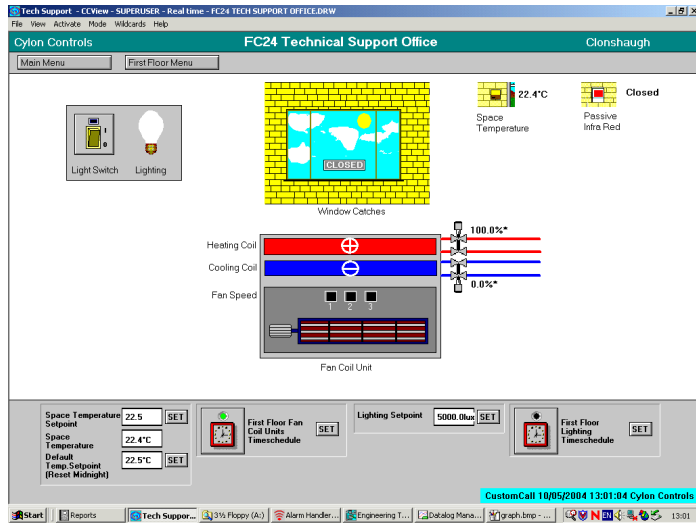 Tech Support - CCView - SUPERUSER - Real time - FC24 TECH SUPPORT OFFICE.DRW
File View Activate Mode Wildcards Help
Cylon Controls FC24 Technical Support Office Clonshaugh
Main Menu First Floor Menu
22.4°C Closed
Space Temperature
Passive Infra Red
1
0
Light Switch Lighting
CLOSED
Window Catches
100.0%*
Heating Coil
Cooling Coil
0.0%*
Fan Speed
1 2 3
Fan Coil Unit
Space Temperature Setpoint 22.5 SET
Space Temperature 22.4°C
Default Temp.Setpoint (Reset Midnight) 22.5°C SET
First Floor Fan Coil Units Timeschedule SET
Lighting Setpoint 5000.0lux SET
First Floor Lighting Timeschedule SET
CustomCall 10/05/2004 13:01:04 Cylon Controls
Start Reports Tech Suppor... 3½ Floppy (A:) Alarm Handler... Engineering T... Datalog Mana... graph.bmp - ... EN 13:01